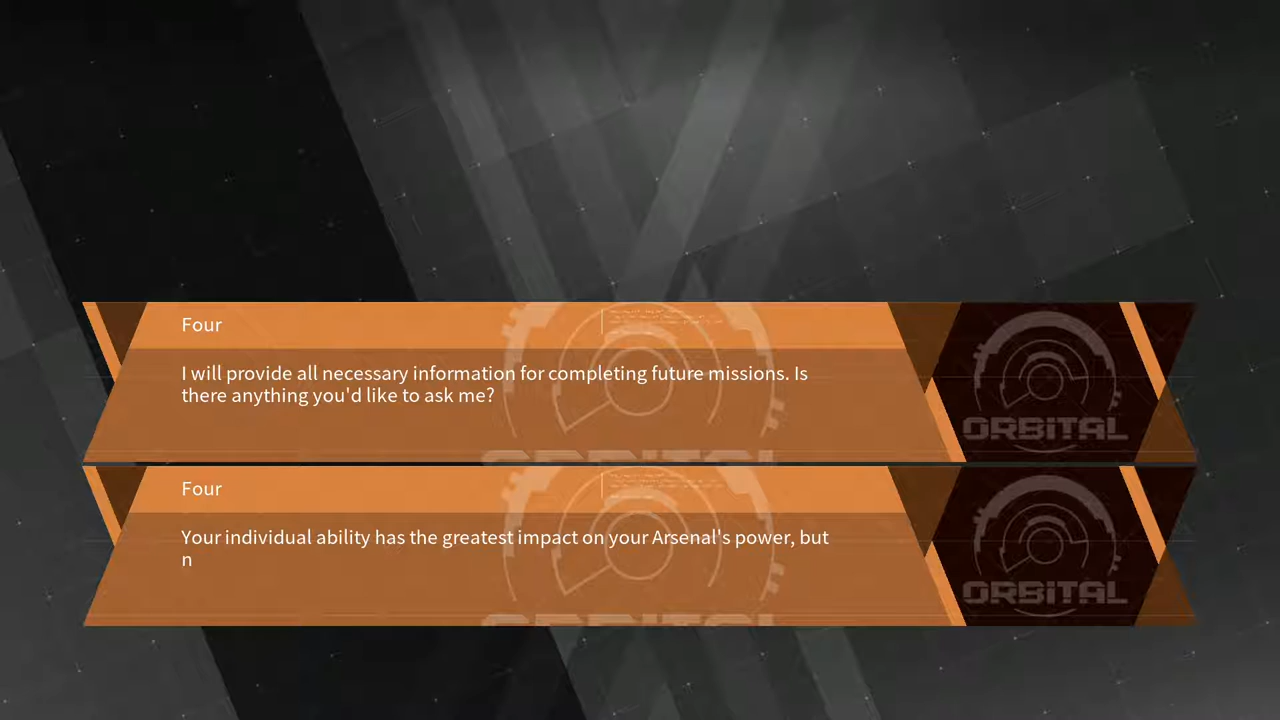 Four
I will provide all necessary information for completing future missions. Is
there anything you'd like to ask me?
ORBITAL
Four
Your individual ability has the greatest impact on your Arsenal's power, but
n
ORBITAL